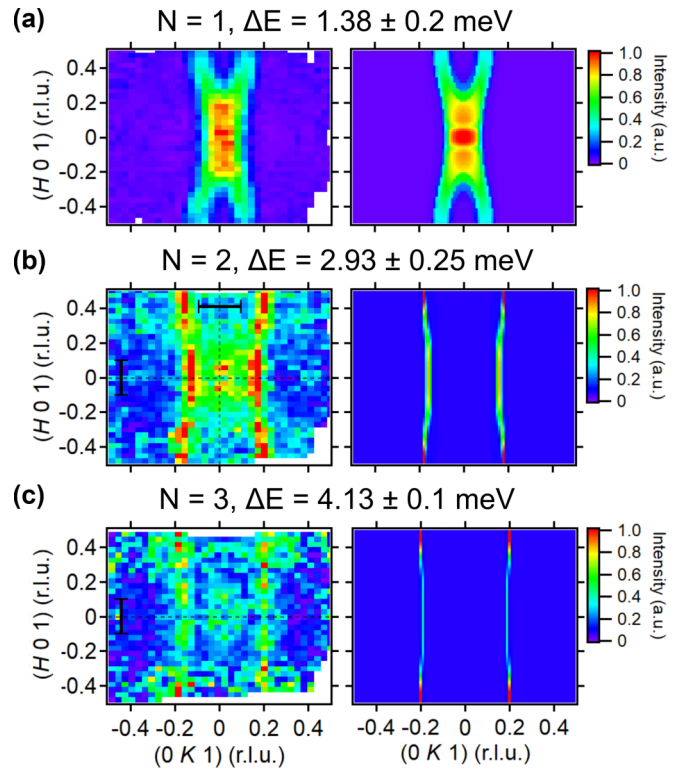 (a) N = 1, ΔE = 1.38 ± 0.2 meV
(H 0 1) (r.l.u.)
0.4
0.2
0
-0.2
-0.4
1.0
0.8
0.6
0.4
0.2
0
Intensity (a.u.)
(b) N = 2, ΔE = 2.93 ± 0.25 meV
(H 0 1) (r.l.u.)
0.4
0.2
0
-0.2
-0.4
1.0
0.8
0.6
0.4
0.2
0
Intensity (a.u.)
(c) N = 3, ΔE = 4.13 ± 0.1 meV
(H 0 1) (r.l.u.)
0.4
0.2
0
-0.2
-0.4
1.0
0.8
0.6
0.4
0.2
0
Intensity (a.u.)
-0.4 -0.2 0 0.2 0.4
-0.4 -0.2 0 0.2 0.4
(0 K 1) (r.l.u.)
(0 K 1) (r.l.u.)